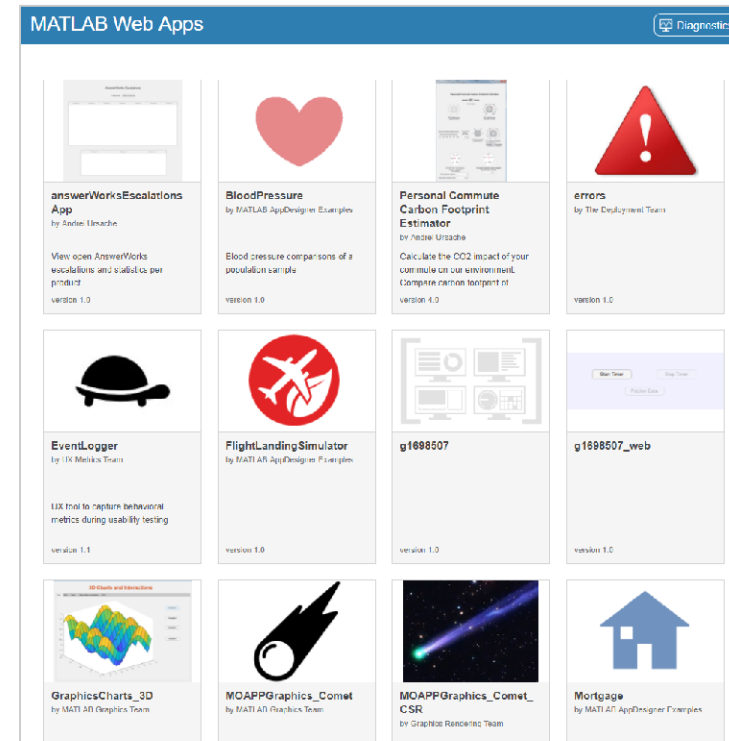 MATLAB Web Apps
Diagnostics
answerWorksEscalations
App
by Andrei Ursache
View open AnswerWorks
escalations and statistics per
product
version 1.0
BloodPressure
by MATLAB AppDesigner Examples
Blood pressure comparisons of a
population sample
version 1.0
Personal Commute
Carbon Footprint
Estimator
by Andrei Ursache
Calculate the CO2 impact of your
commute on our environment.
Compare carbon footprint of
version 4.0
errors
by The Deployment Team
version 1.0
EventLogger
by UX Metrics Team
UX tool to capture behavioral
metrics during usability testing
version 1.1
FlightLandingSimulator
by MATLAB AppDesigner Examples
version 1.0
g1698507
version 1.0
Start Timer
Stop Timer
g1698507_web
version 1.0
3D Charts and Interactions
GraphicsCharts_3D
by MATLAB Graphics Team
MOAPPGraphics_Comet
by MATLAB Graphics Team
MOAPPGraphics_Comet_
CSR
by Graphics Rendering Team
Mortgage
by MATLAB AppDesigner Examples